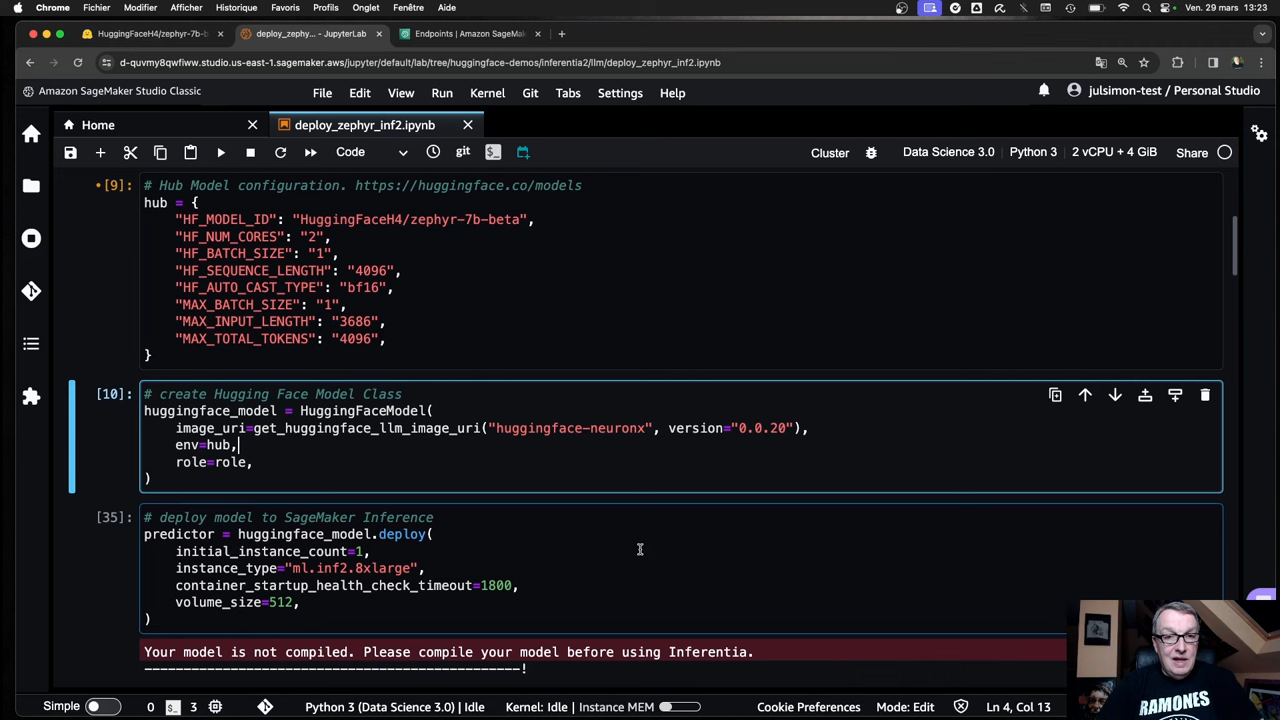 Chrome Fichier Modifier Afficher Historique Favoris Profils Onglet Fenêtre Aide Ven. 29 mars 13:23
HuggingFaceH4/zephyr-7b-b deploy_zephy... - JupyterLab Endpoints | Amazon SageMak
d-quvmy8qwfiww.studio.us-east-1.sagemaker.aws/jupyter/default/lab/tree/huggingface-demos/inferentia2/llm/deploy_zephyr_inf2.ipynb
Amazon SageMaker Studio Classic File Edit View Run Kernel Git Tabs Settings Help julsimon-test / Personal Studio
Home deploy_zephyr_inf2.ipynb
Code git Cluster Data Science 3.0 Python 3 2 vCPU + 4 GiB Share
[9]: # Hub Model configuration. https://huggingface.co/models
hub = {
"HF_MODEL_ID": "HuggingFaceH4/zephyr-7b-beta",
"HF_NUM_CORES": "2",
"HF_BATCH_SIZE": "1",
"HF_SEQUENCE_LENGTH": "4096",
"HF_AUTO_CAST_TYPE": "bf16",
"MAX_BATCH_SIZE": "1",
"MAX_INPUT_LENGTH": "3686",
"MAX_TOTAL_TOKENS": "4096",
}
[10]: # create Hugging Face Model Class
huggingface_model = HuggingFaceModel(
image_uri=get_huggingface_llm_image_uri("huggingface-neuronx", version="0.0.20"),
env=hub,
role=role,
)
[35]: # deploy model to SageMaker Inference
predictor = huggingface_model.deploy(
initial_instance_count=1,
instance_type="ml.inf2.8xlarge",
container_startup_health_check_timeout=1800,
volume_size=512,
)
Your model is not compiled. Please compile your model before using Inferentia.
-----------------------------------------------!
RAMONES
Simple 0 3 Python 3 (Data Science 3.0) | Idle Kernel: Idle | Instance MEM Cookie Preferences Mode: Edit Ln 4, Col 13